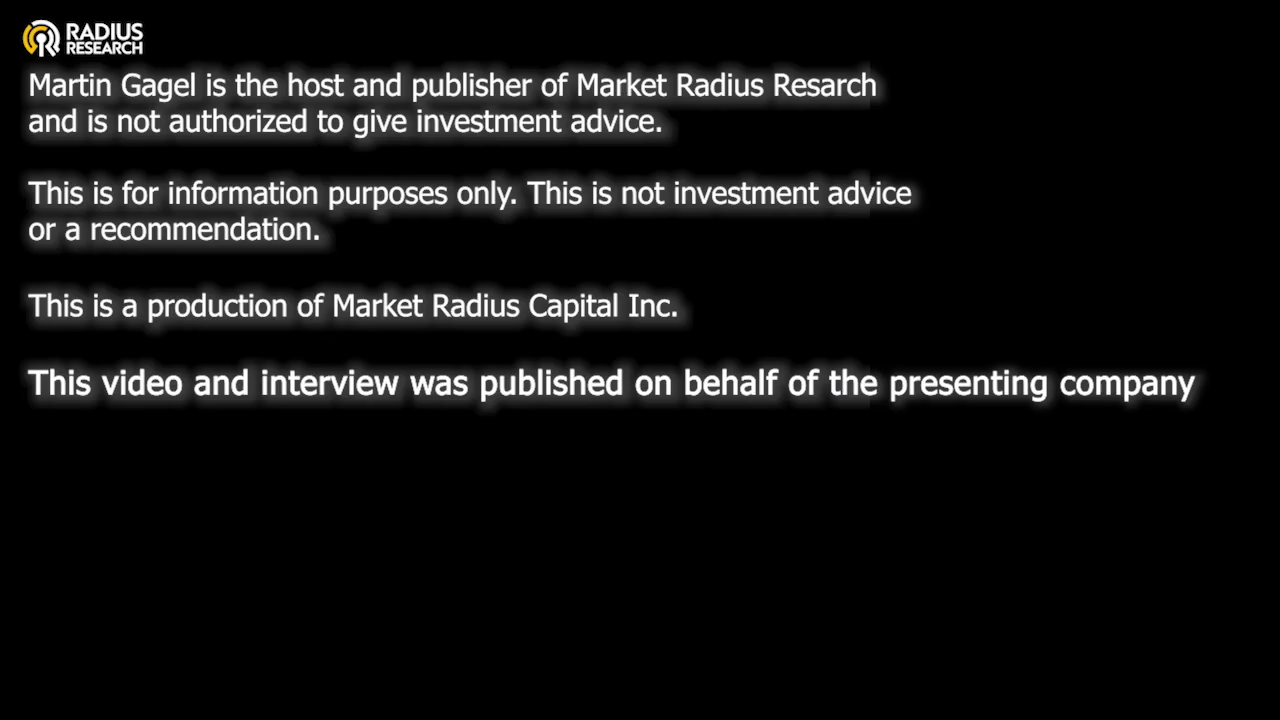 RADIUS
RESEARCH
Martin Gagel is the host and publisher of Market Radius Resarch
and is not authorized to give investment advice.
This is for information purposes only. This is not investment advice
or a recommendation.
This is a production of Market Radius Capital Inc.
This video and interview was published on behalf of the presenting company